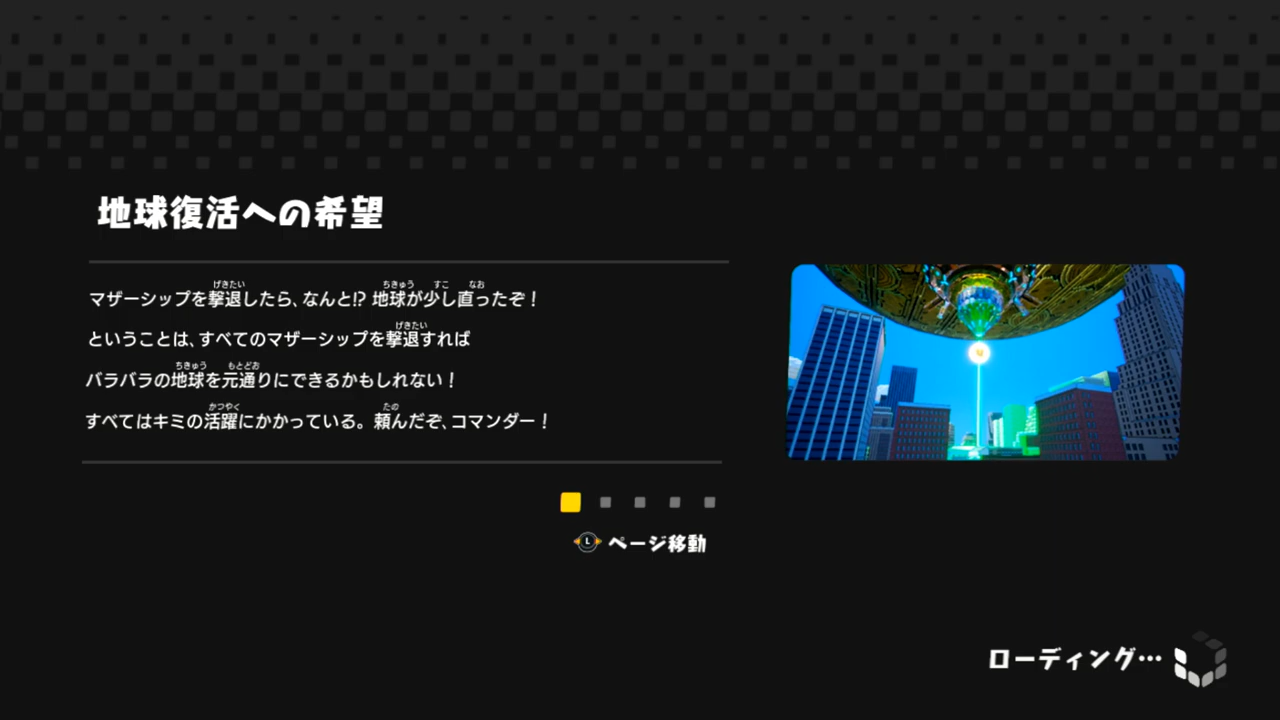 地球復活への希望
マザーシップを撃退したら、なんと!? 地球が少し直ったぞ！
ということは、すべてのマザーシップを撃退すれば
バラバラの地球を元通りにできるかもしれない！
すべてはキミの活躍にかかっている。頼んだぞ、コマンダー！
L ページ移動
ローディング…